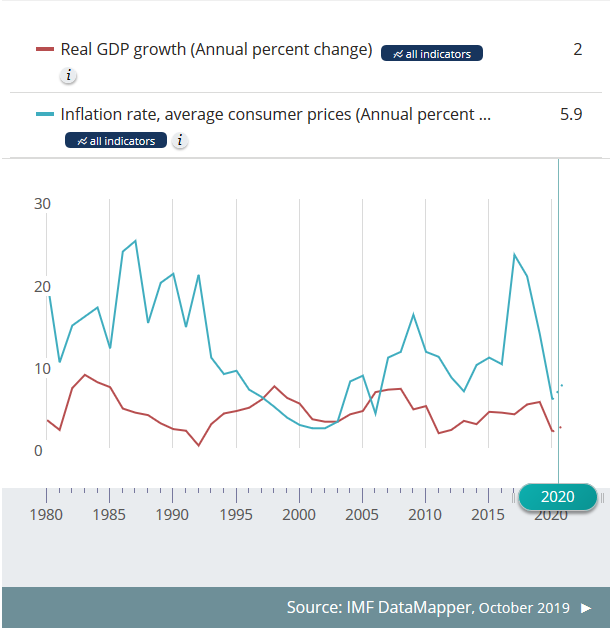 Real GDP growth (Annual percent change) all indicators 2
i
Inflation rate, average consumer prices (Annual percent ... 5.9
all indicators i
30
20
10
0
2020
1980 1985 1990 1995 2000 2005 2010 2015 2020
Source: IMF DataMapper, October 2019